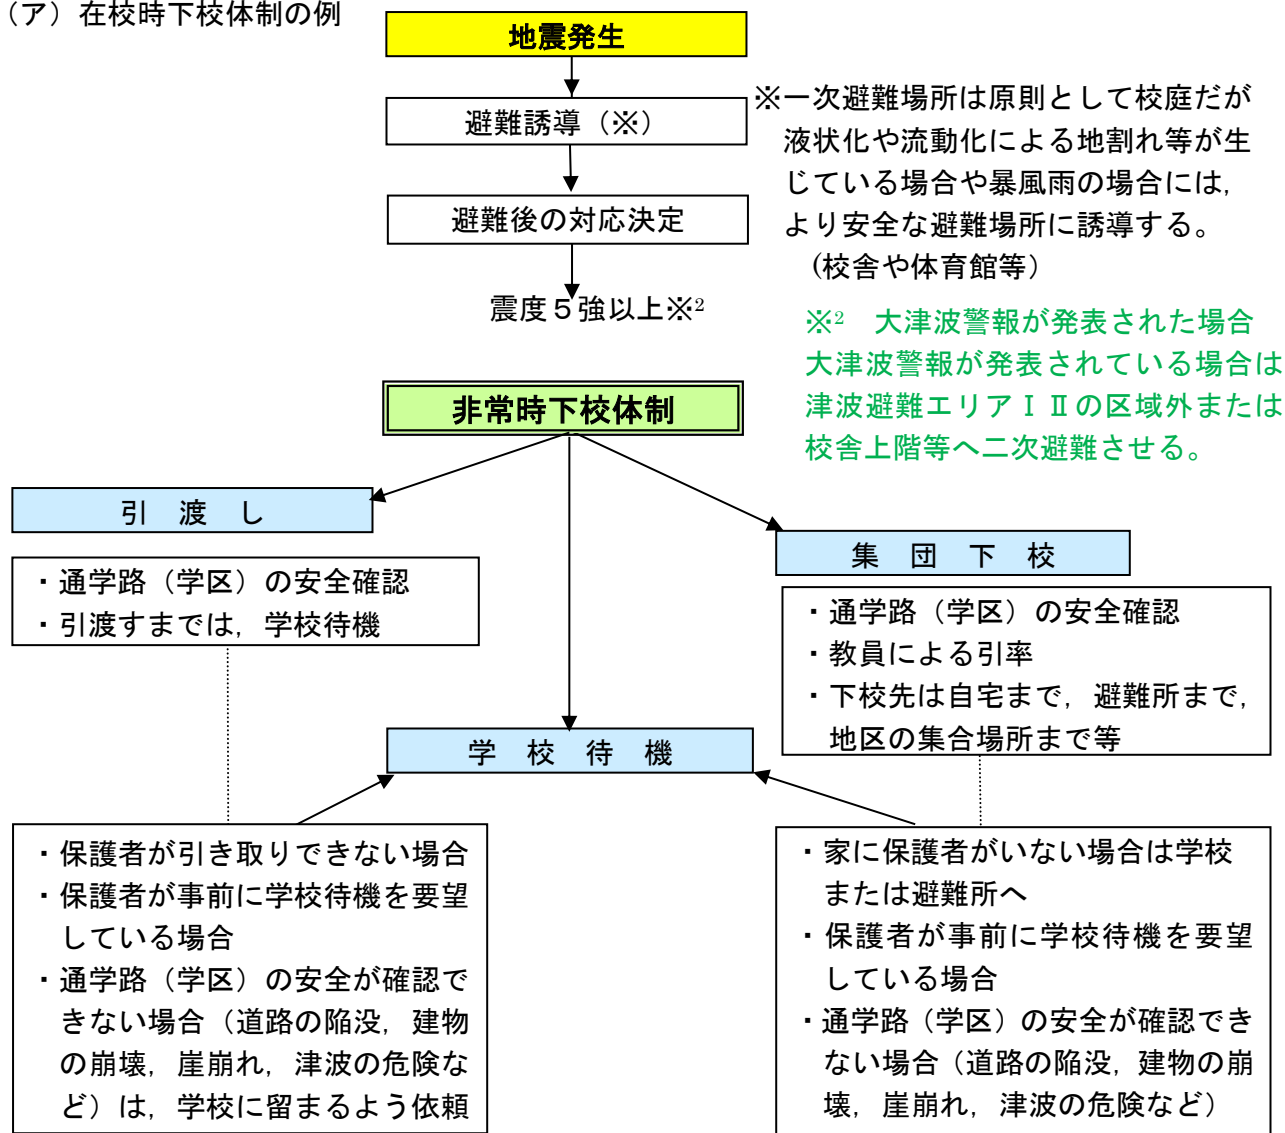 （ア）在校時下校体制の例
地震発生
避難誘導（※）
※一次避難場所は原則として校庭だが
液状化や流動化による地割れ等が生
じている場合や暴風雨の場合には，
より安全な避難場所に誘導する。
（校舎や体育館等）
避難後の対応決定
震度５強以上※2
※2　大津波警報が発表された場合
大津波警報が発表されている場合は
津波避難エリアⅠⅡの区域外または
校舎上階等へ二次避難させる。
非常時下校体制
引　渡　し
・通学路（学区）の安全確認
・引渡すまでは，学校待機
集　団　下　校
・通学路（学区）の安全確認
・教員による引率
・下校先は自宅まで，避難所まで，
地区の集合場所まで等
学　校　待　機
・保護者が引き取りできない場合
・保護者が事前に学校待機を要望
している場合
・通学路（学区）の安全が確認で
きない場合（道路の陥没，建物
の崩壊，崖崩れ，津波の危険な
ど）は，学校に留まるよう依頼
・家に保護者がいない場合は学校
または避難所へ
・保護者が事前に学校待機を要望
している場合
・通学路（学区）の安全が確認でき
ない場合（道路の陥没，建物の崩
壊，崖崩れ，津波の危険など）